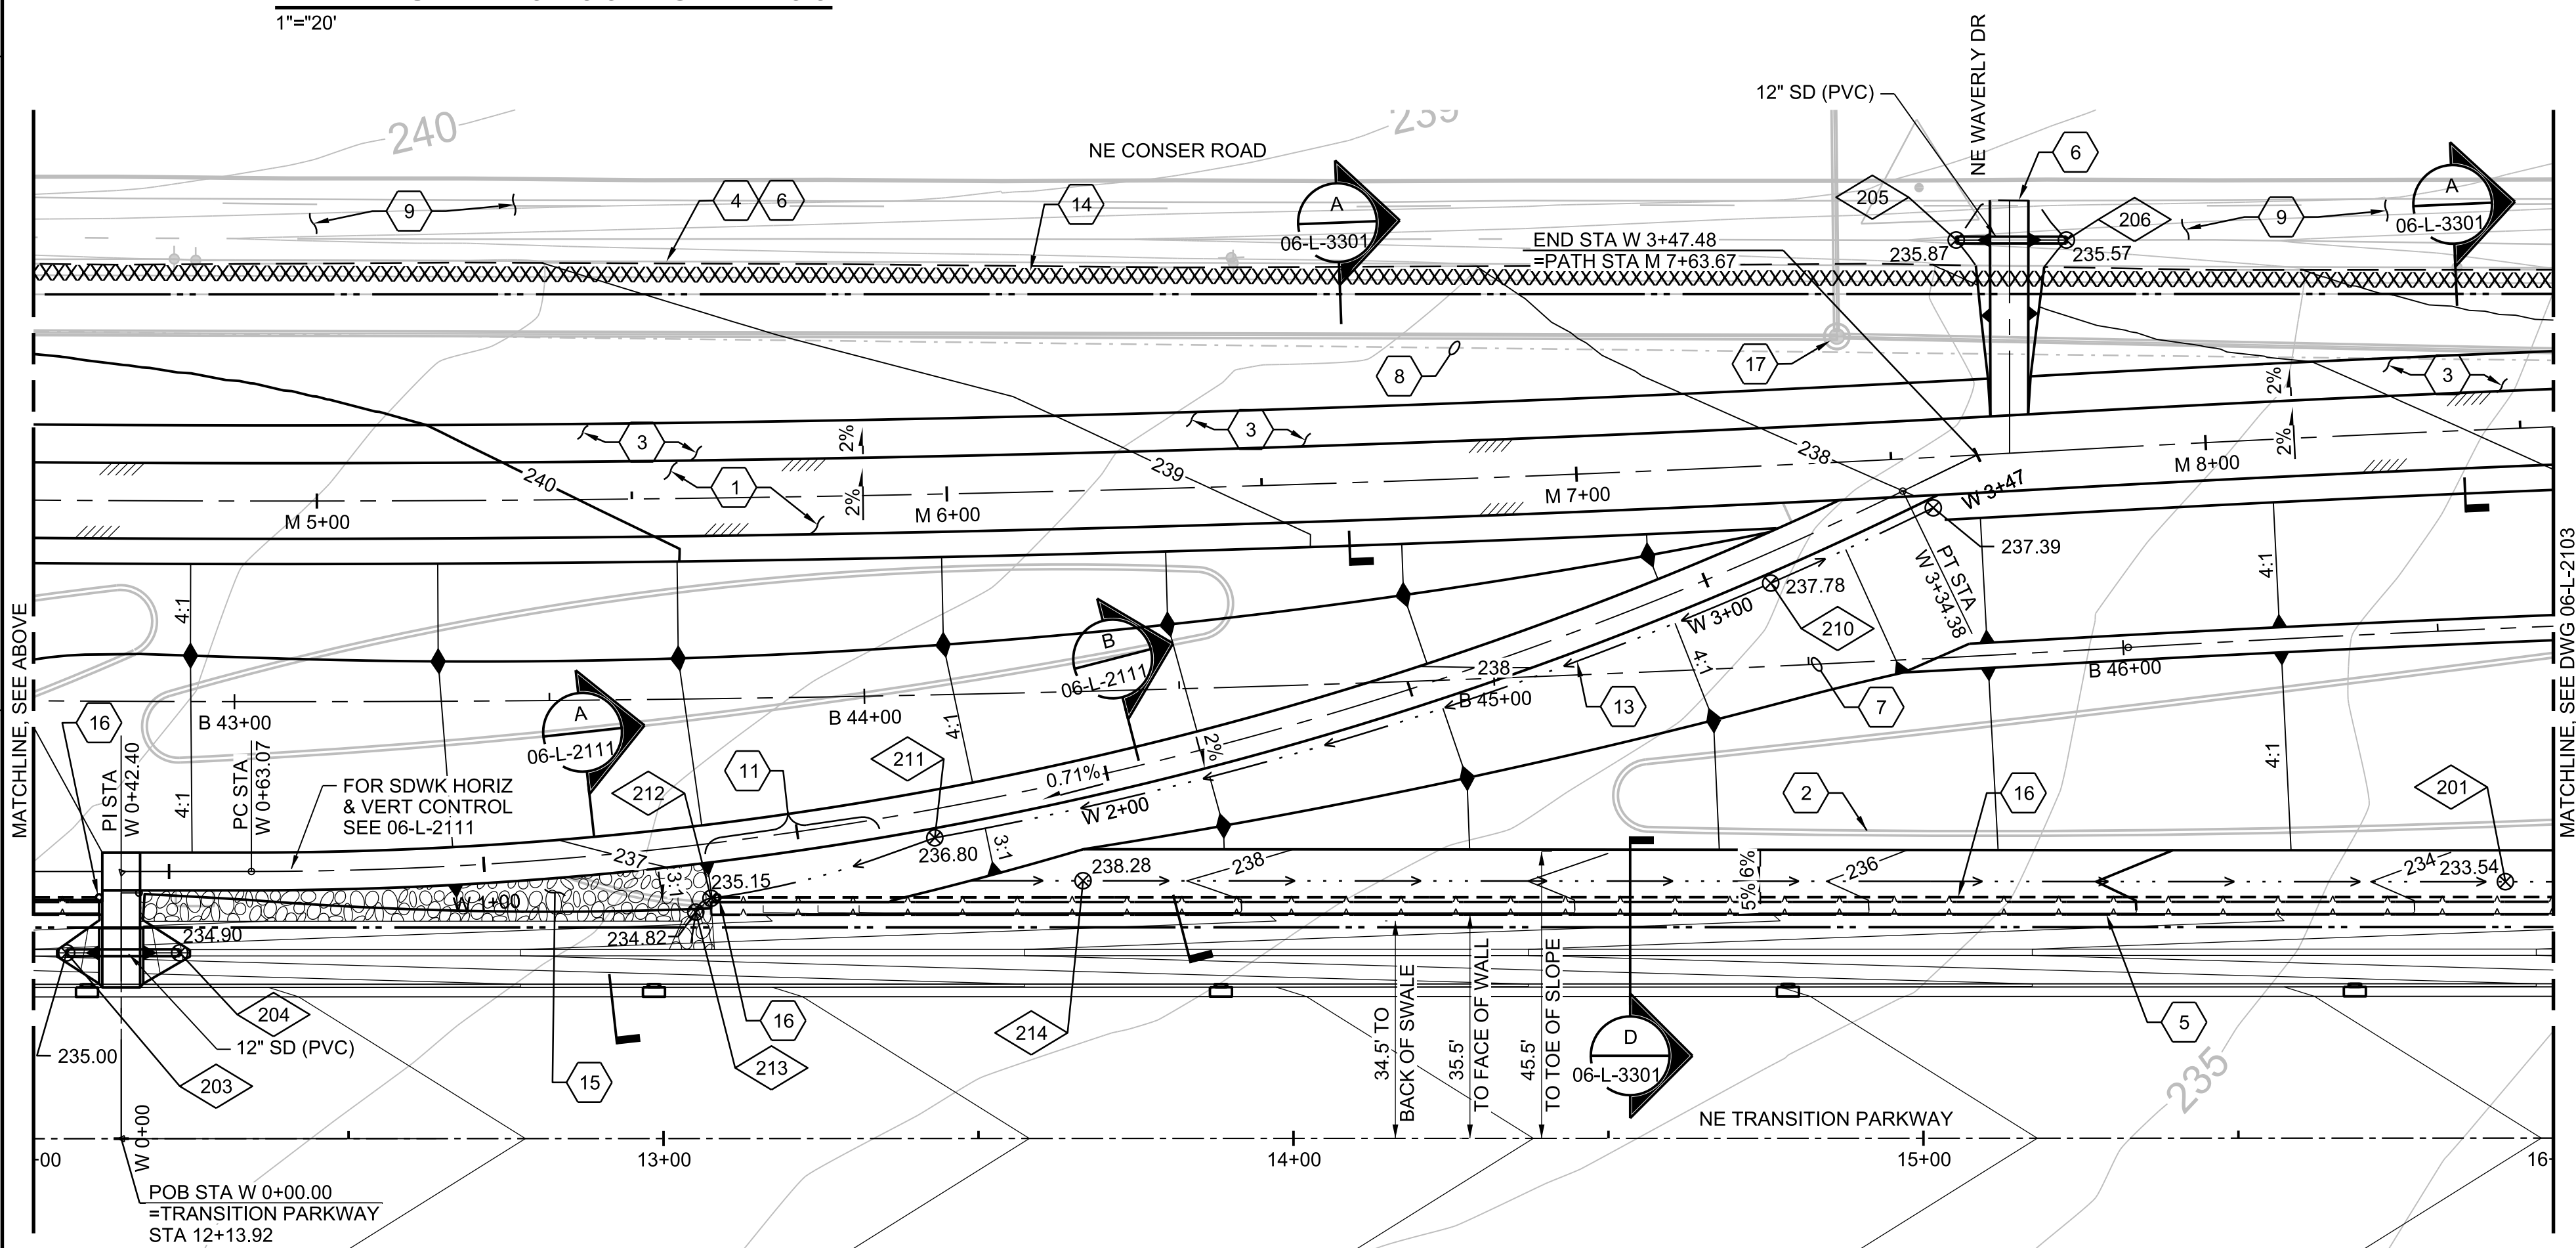 1"="20'
NE WAVERLY DR
12" SD (PVC)
240
239
NE CONSER ROAD
6
A
06-L-3301
205
206
9
4
6
14
A
06-L-3301
9
END STA W 3+47.48
=PATH STA M 7+63.67
235.87
235.57
17
8
3
3
3
2%
2%
2%
2%
1
240
239
238
M 5+00
M 6+00
M 7+00
M 8+00
W 3+47
237.39
PT STA
W 3+34.38
237.78
W 3+00
210
4:1
4:1
4:1
4:1
4:1
4:1
MATCHLINE, SEE ABOVE
MATCHLINE, SEE DWG 06-L-2103
B
06-L-2111
A
06-L-2111
238
B 43+00
B 44+00
B 45+00
B 46+00
13
7
16
PI STA
W 0+42.40
PC STA
W 0+63.07
FOR SDWK HORIZ
& VERT CONTROL
SEE 06-L-2111
212
11
211
2%
0.71%
W 2+00
2
16
201
237
3:1
3:1
236.80
238.28
238
5%
6%
236
234
233.54
235.15
W 1+00
234.90
234.82
204
235.00
12" SD (PVC)
203
15
16
213
214
34.5' TO
BACK OF SWALE
35.5'
TO FACE OF WALL
45.5'
TO TOE OF SLOPE
D
06-L-3301
5
235
NE TRANSITION PARKWAY
W 0+00
-00
13+00
14+00
15+00
16-
POB STA W 0+00.00
=TRANSITION PARKWAY
STA 12+13.92